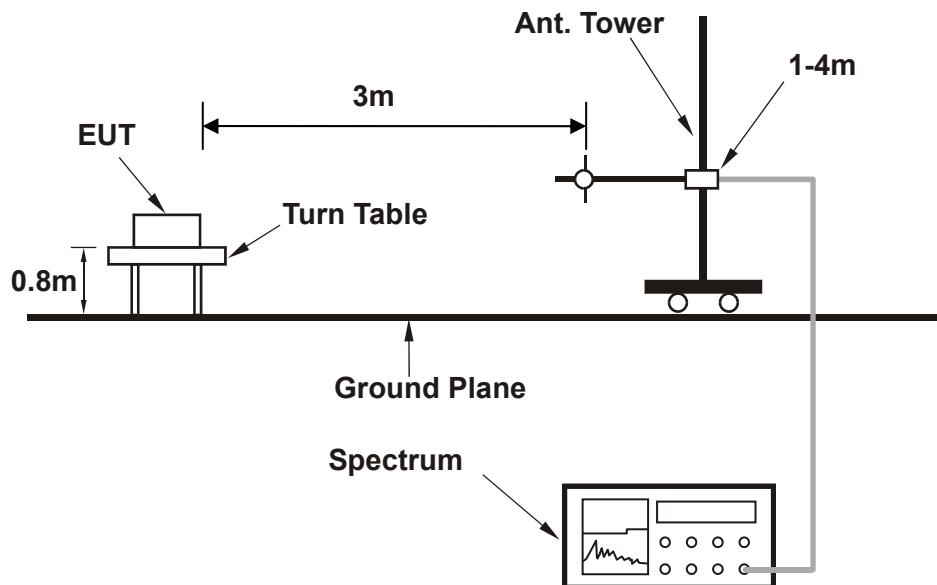 Ant. Tower
1-4m
3m
EUT
Turn Table
0.8m
Ground Plane
Spectrum